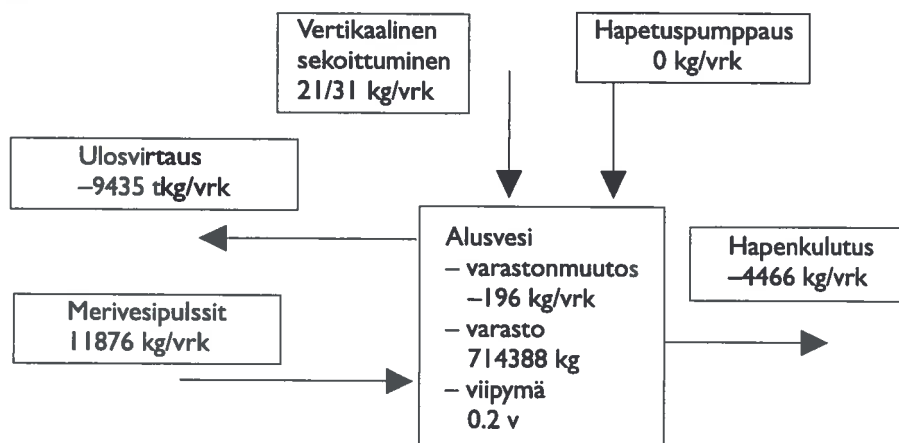 Vertikaalinen
sekoittuminen
21/31 kg/vrk
Hapetuspumppaus
0 kg/vrk
Ulosvirtaus
–9435 tkg/vrk
Alusvesi
– varastonmuutos
–196 kg/vrk
– varasto
714388 kg
– viipymä
0.2 v
Hapenkulutus
–4466 kg/vrk
Merivesipulssit
11876 kg/vrk